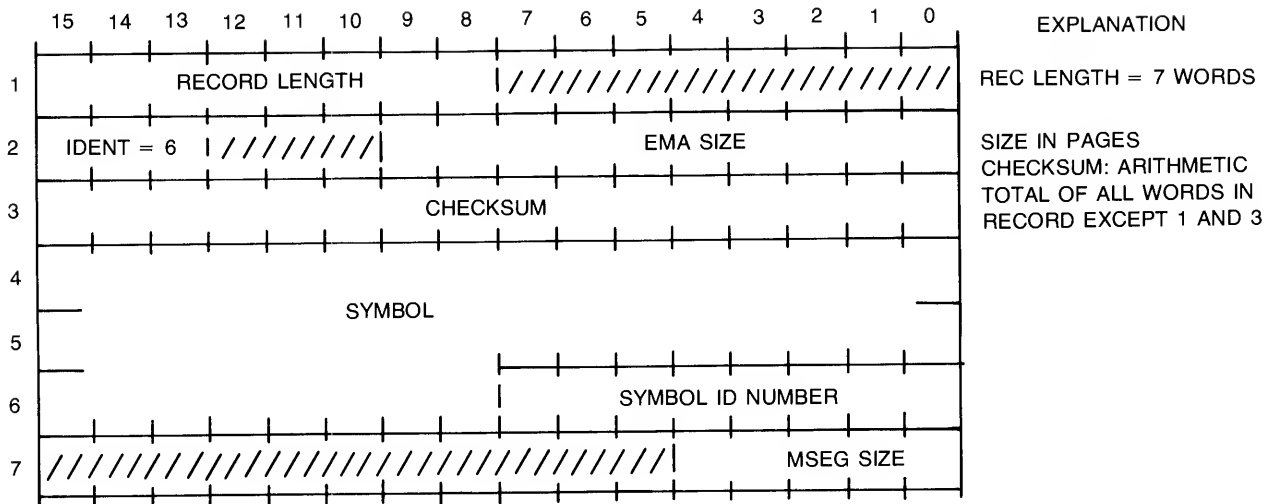 15 14 13 12 11 10 9 8 7 6 5 4 3 2 1 0
EXPLANATION
1 RECORD LENGTH REC LENGTH = 7 WORDS
2 IDENT = 6 EMA SIZE SIZE IN PAGES
CHECKSUM: ARITHMETIC
3 CHECKSUM TOTAL OF ALL WORDS IN
RECORD EXCEPT 1 AND 3
4
SYMBOL
5
6 SYMBOL ID NUMBER
7 MSEG SIZE